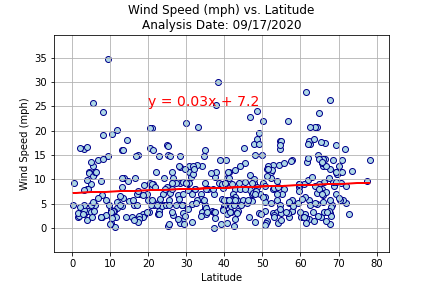 Wind Speed (mph) vs. Latitude
Analysis Date: 09/17/2020
Wind Speed (mph)
35
30
25
20
15
10
5
0
y = 0.03x + 7.2
0 10 20 30 40 50 60 70 80
Latitude